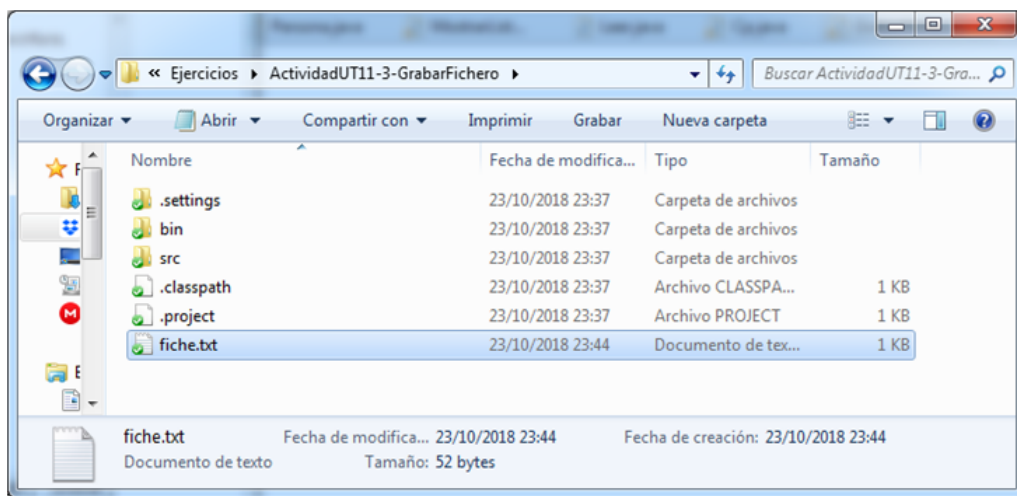 « Ejercicios ▸ ActividadUT11-3-GrabarFichero ▸ Buscar ActividadUT11-3-Gra...
Organizar Abrir Compartir con Imprimir Grabar Nueva carpeta
Nombre Fecha de modifica... Tipo Tamaño
.settings 23/10/2018 23:37 Carpeta de archivos
bin 23/10/2018 23:37 Carpeta de archivos
src 23/10/2018 23:37 Carpeta de archivos
.classpath 23/10/2018 23:37 Archivo CLASSPA... 1 KB
.project 23/10/2018 23:37 Archivo PROJECT 1 KB
fiche.txt 23/10/2018 23:44 Documento de tex... 1 KB
fiche.txt Fecha de modifica... 23/10/2018 23:44 Fecha de creación: 23/10/2018 23:44
Documento de texto Tamaño: 52 bytes